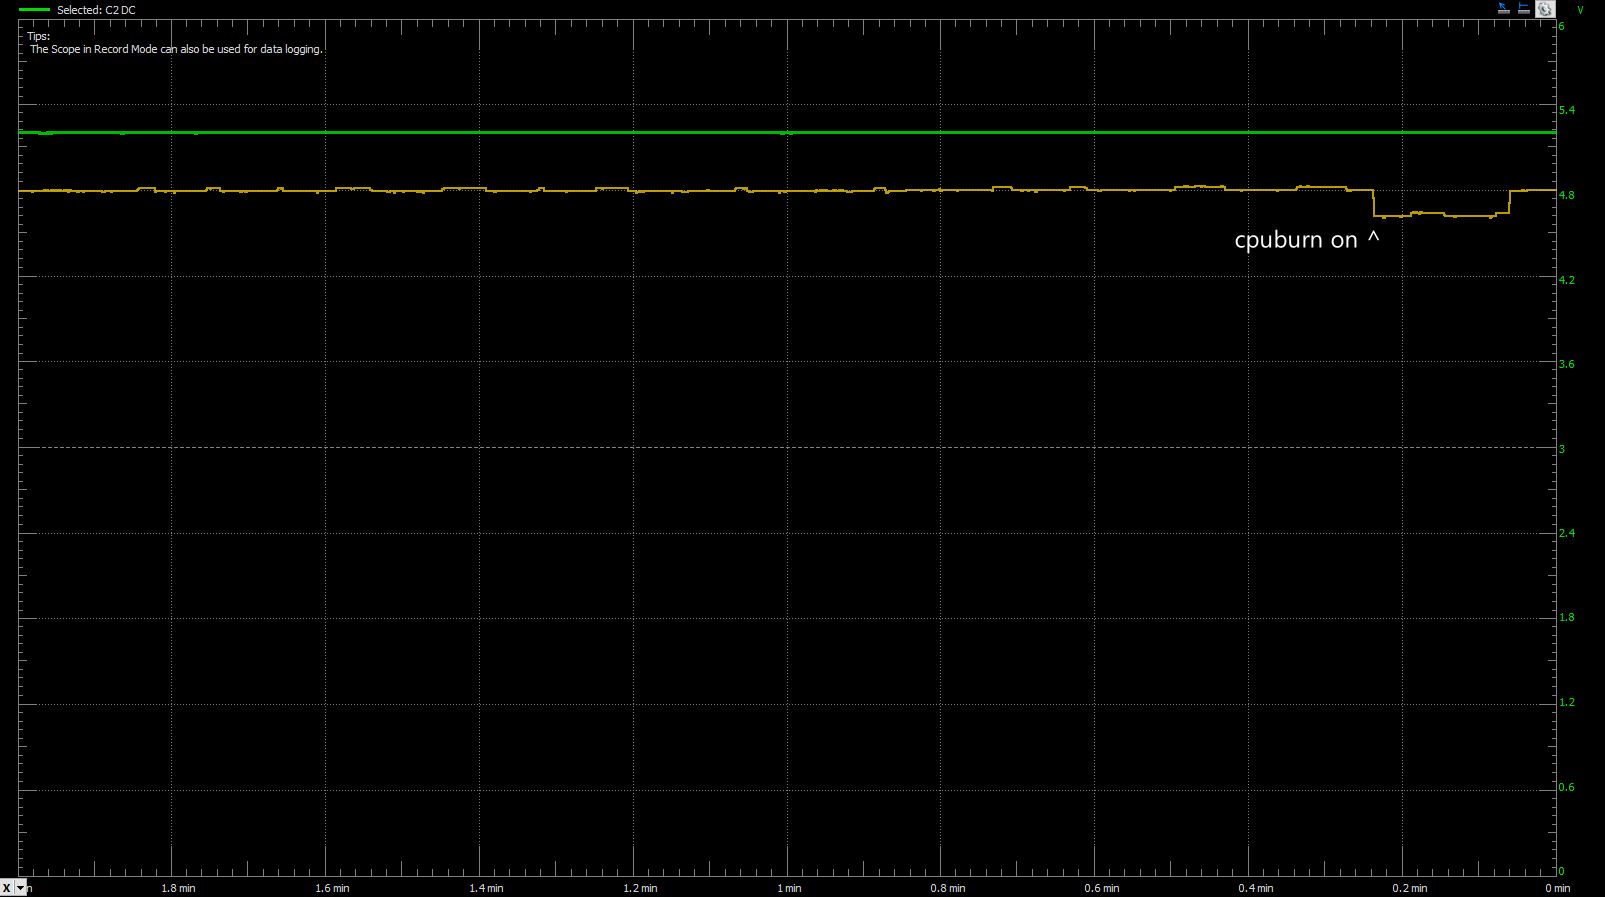 Selected: C2 DC
V
Tips:
The Scope in Record Mode can also be used for data logging.
6
5.4
4.8
cpuburn on ^
4.2
3.6
3
2.4
1.8
1.2
0.6
0
X
1.8 min
1.6 min
1.4 min
1.2 min
1 min
0.8 min
0.6 min
0.4 min
0.2 min
0 min